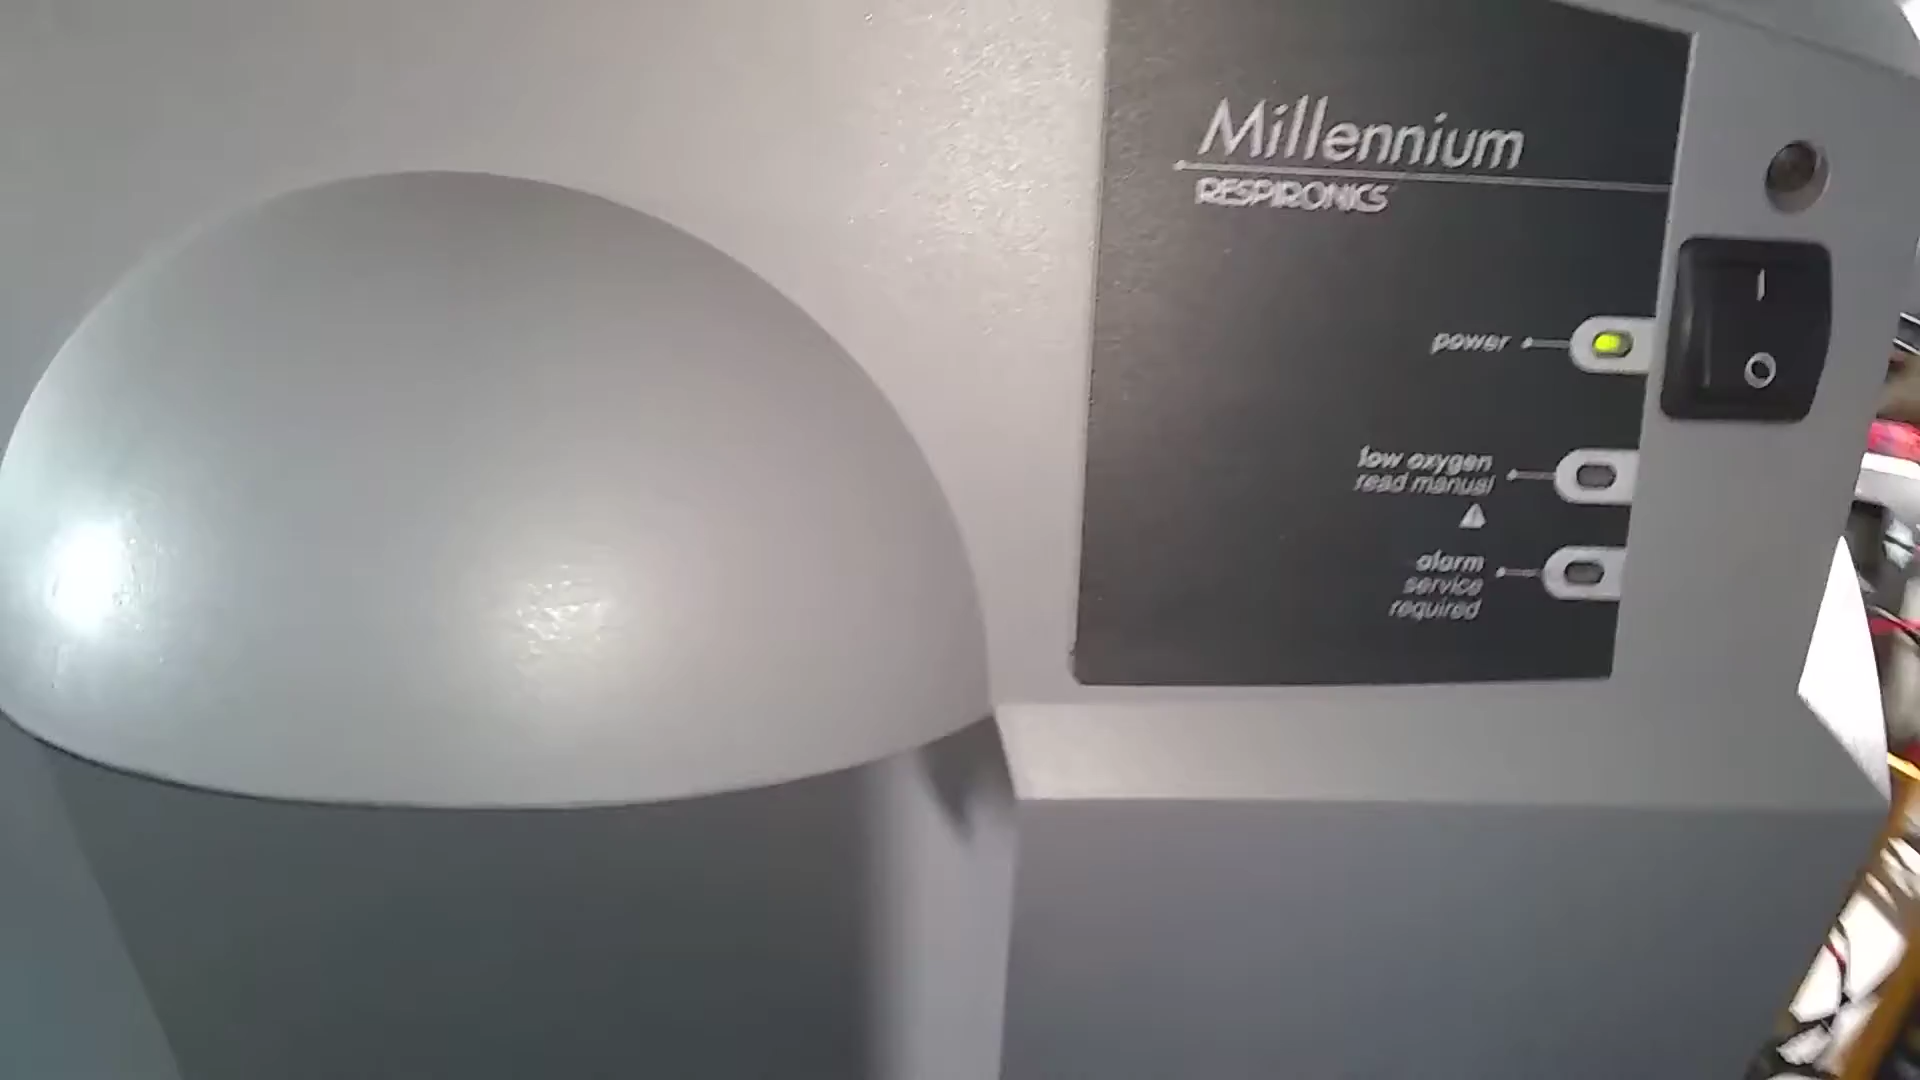 Millennium
RESPIRONICS
power
low oxygen
read manual
alarm
service
required